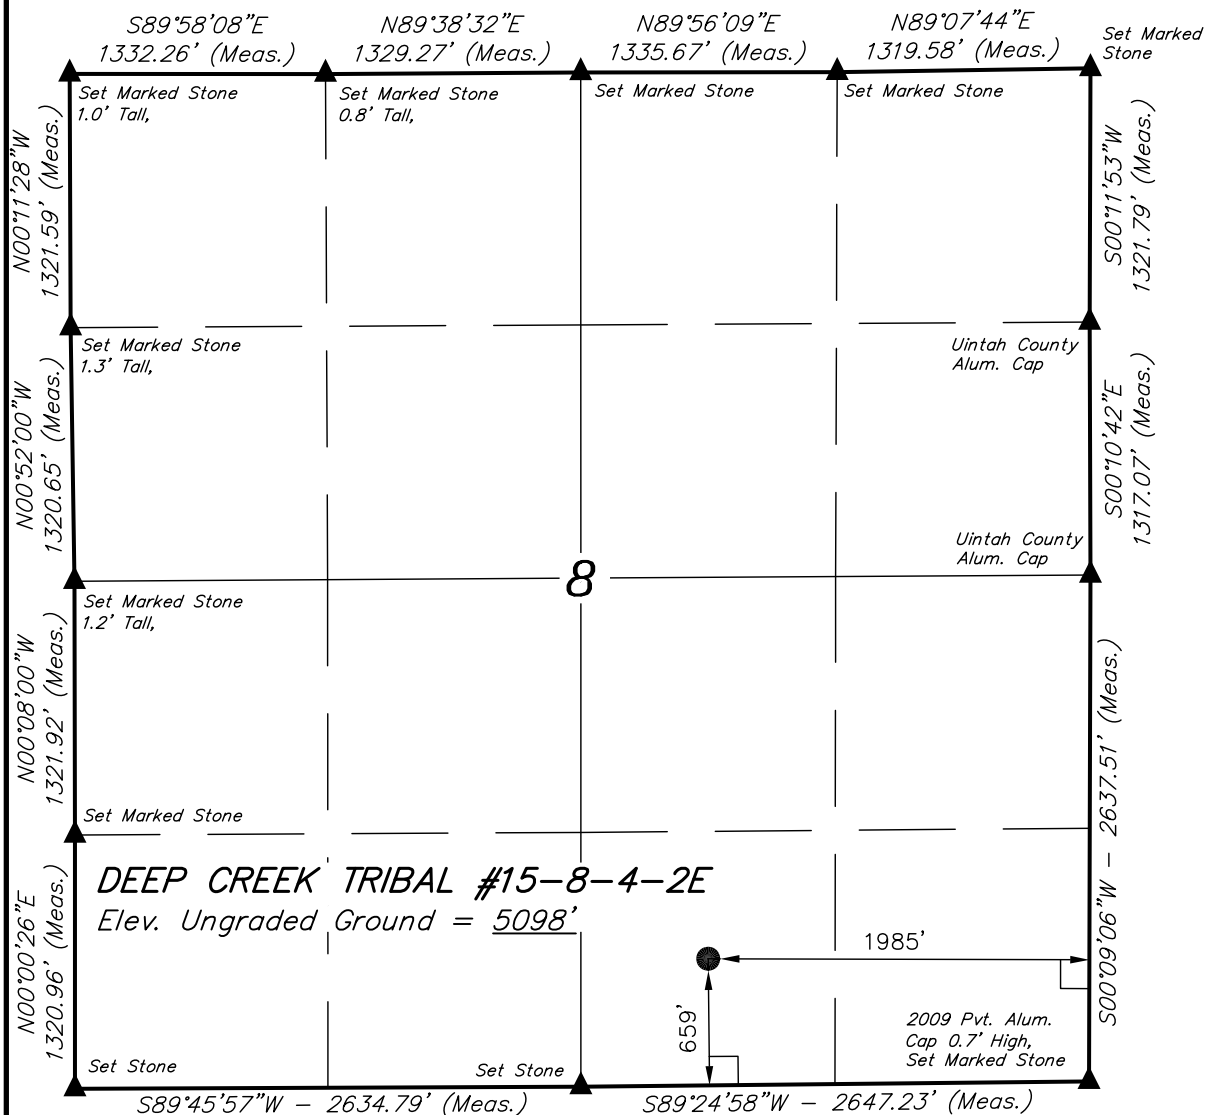 S89°58'08"E
1332.26' (Meas.)
N89°38'32"E
1329.27' (Meas.)
N89°56'09"E
1335.67' (Meas.)
N89°07'44"E
1319.58' (Meas.)
Set Marked
Stone
Set Marked Stone
1.0' Tall,
Set Marked Stone
0.8' Tall,
Set Marked Stone
Set Marked Stone
N00°11'28"W
1321.59' (Meas.)
S00°11'53"W
1321.79' (Meas.)
Set Marked Stone
1.3' Tall,
Uintah County
Alum. Cap
N00°52'00"W
1320.65' (Meas.)
S00°10'42"E
1317.07' (Meas.)
Uintah County
Alum. Cap
8
Set Marked Stone
1.2' Tall,
N00°08'00"W
1321.92' (Meas.)
S00°09'06"W - 2637.51' (Meas.)
Set Marked Stone
DEEP CREEK TRIBAL #15-8-4-2E
Elev. Ungraded Ground = 5098'
N00°00'26"E
1320.96' (Meas.)
1985'
659'
2009 Pvt. Alum.
Cap 0.7' High,
Set Marked Stone
Set Stone
Set Stone
S89°45'57"W - 2634.79' (Meas.)
S89°24'58"W - 2647.23' (Meas.)